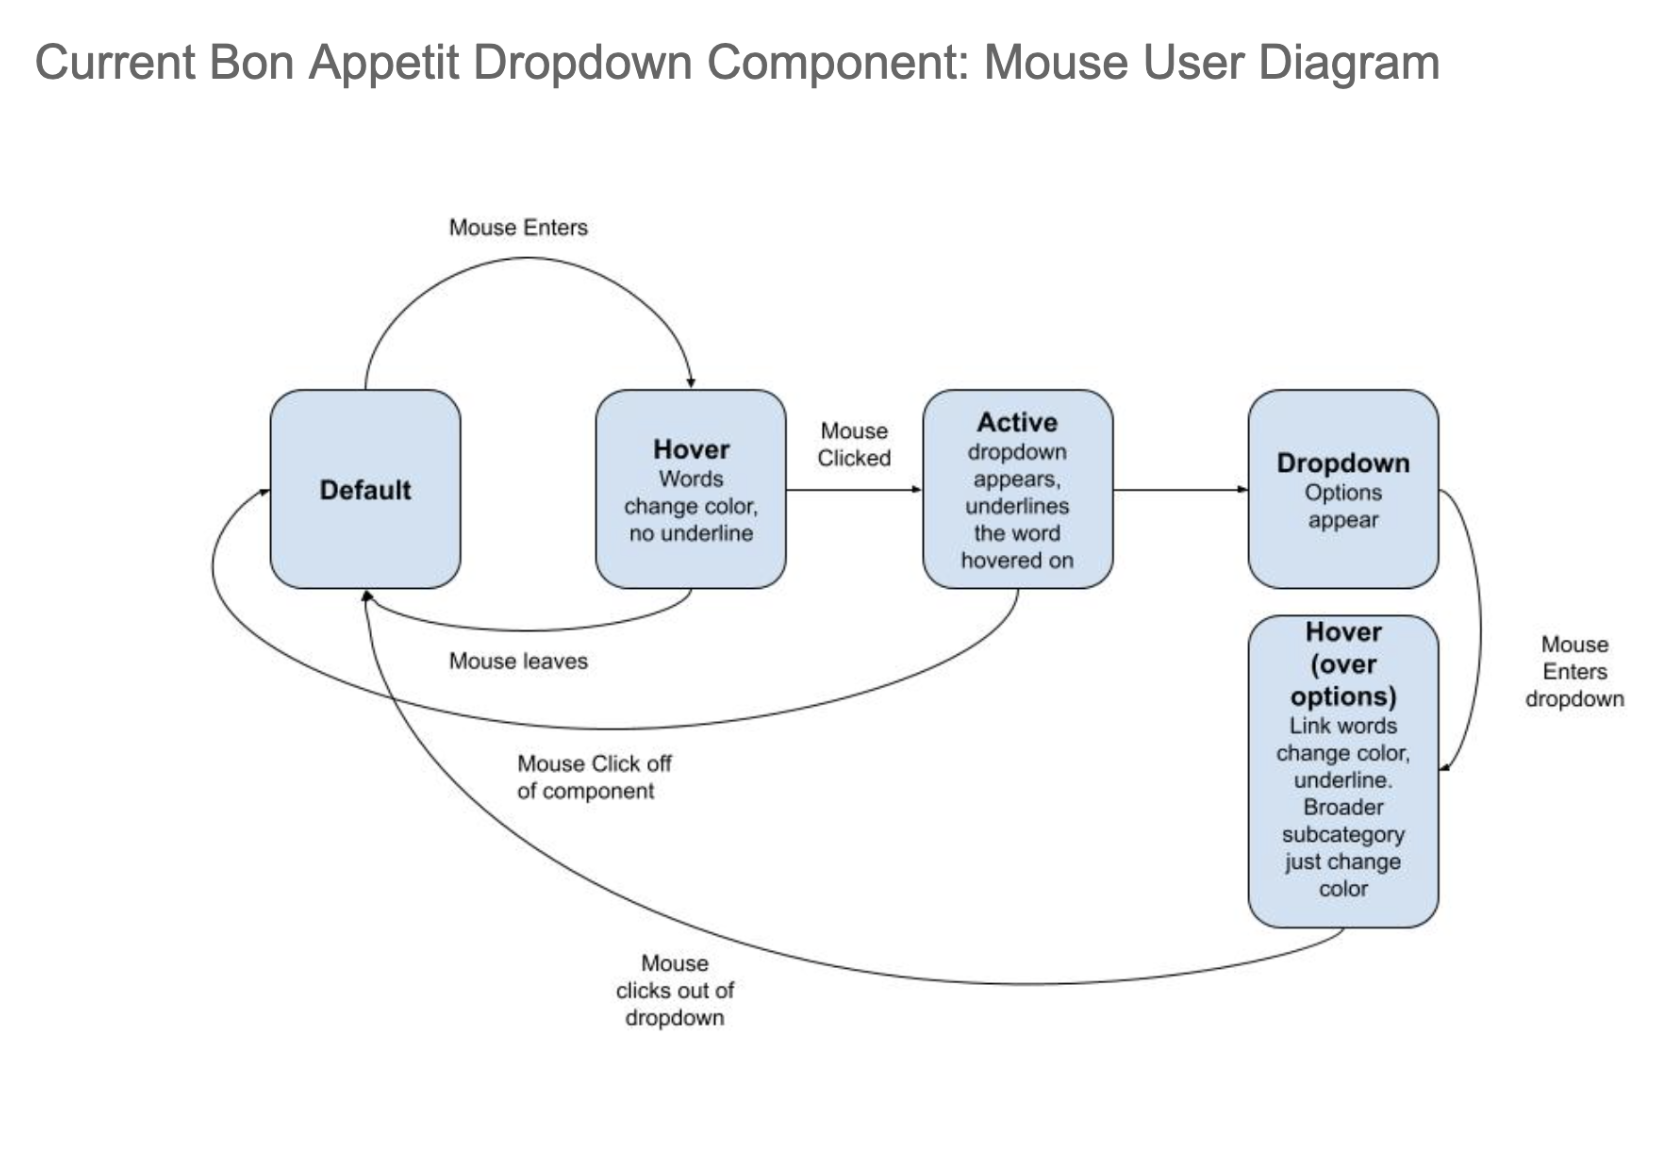 Current Bon Appetit Dropdown Component: Mouse User Diagram
Mouse Enters
Default
Hover
Words
change color,
no underline
Mouse
Clicked
Active
dropdown
appears,
underlines
the word
hovered on
Dropdown
Options
appear
Mouse leaves
Mouse
Enters
dropdown
Hover
(over
options)
Link words
change color,
underline.
Broader
subcategory
just change
color
Mouse Click off
of component
Mouse
clicks out of
dropdown